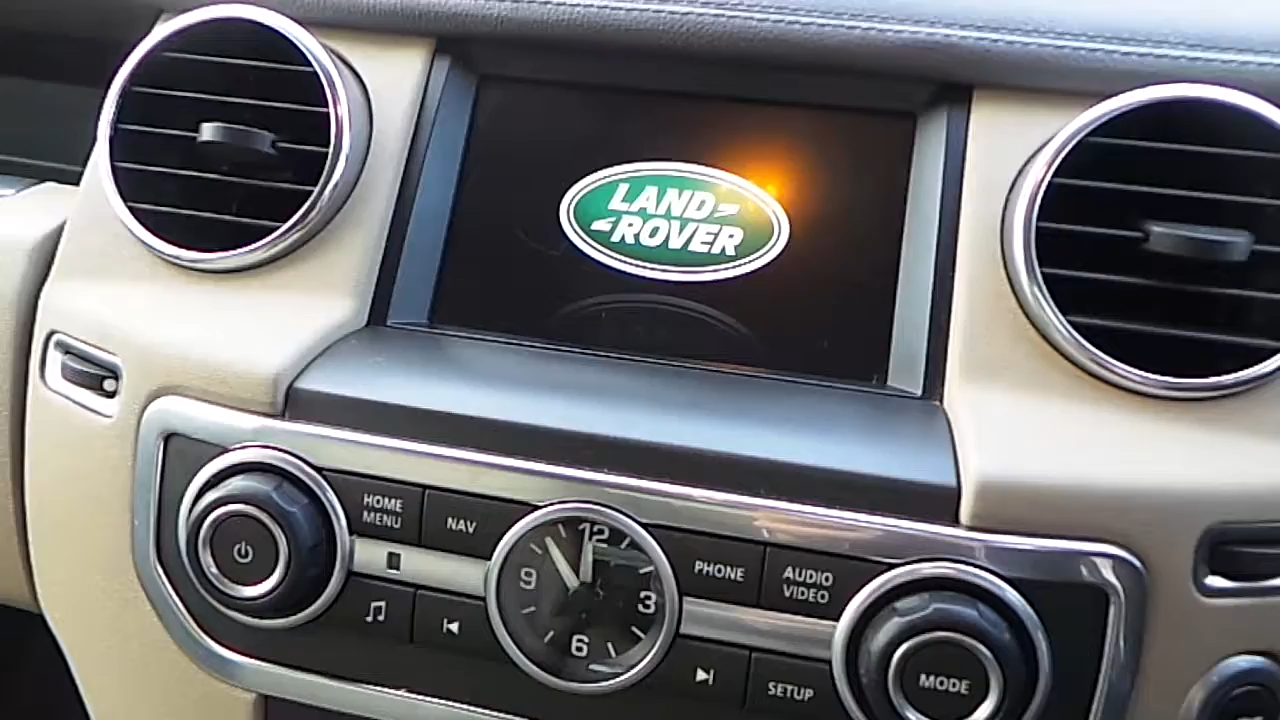 LAND
ROVER
HOME
MENU
NAV
12
9
3
6
PHONE
AUDIO
VIDEO
SETUP
MODE